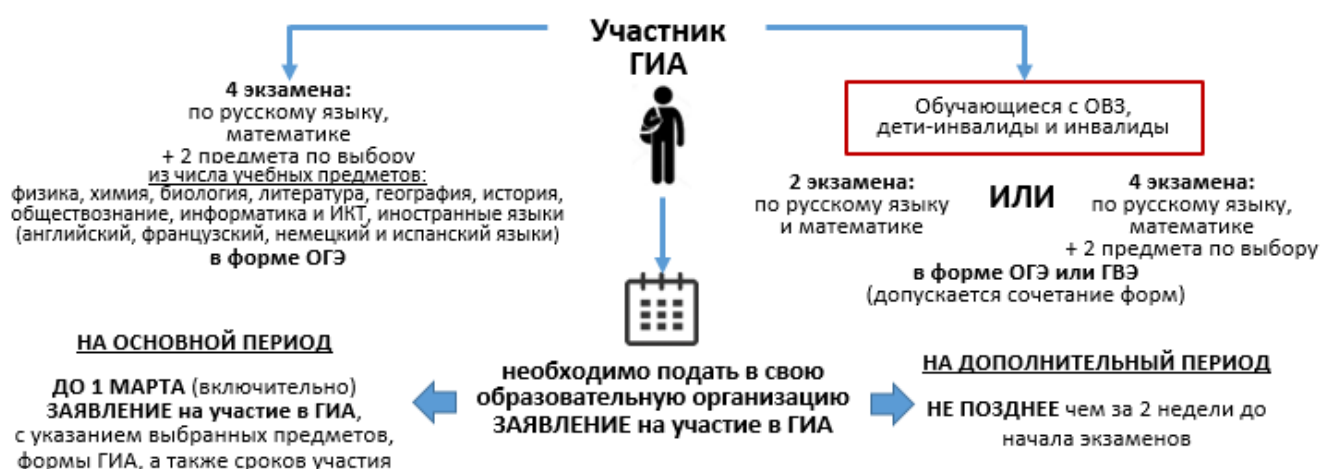 Участник
ГИА
4 экзамена:
по русскому языку,
математике
+ 2 предмета по выбору
из числа учебных предметов:
физика, химия, биология, литература, география, история,
обществознание, информатика и ИКТ, иностранные языки
(английский, французский, немецкий и испанский языки)
в форме ОГЭ
Обучающиеся с ОВЗ,
дети-инвалиды и инвалиды
2 экзамена:
по русскому языку
и математике
ИЛИ
4 экзамена:
по русскому языку,
математике
+ 2 предмета по выбору
в форме ОГЭ или ГВЭ
(допускается сочетание форм)
НА ОСНОВНОЙ ПЕРИОД
ДО 1 МАРТА (включительно)
ЗАЯВЛЕНИЕ на участие в ГИА,
с указанием выбранных предметов,
формы ГИА, а также сроков участия
необходимо подать в свою
образовательную организацию
ЗАЯВЛЕНИЕ на участие в ГИА
НА ДОПОЛНИТЕЛЬНЫЙ ПЕРИОД
НЕ ПОЗДНЕЕ чем за 2 недели до
начала экзаменов